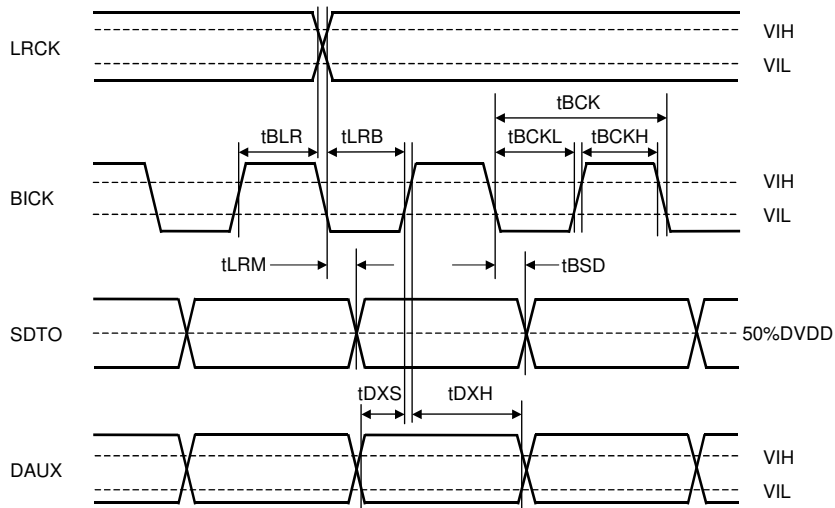 LRCK
VIH
VIL
tBCK
tBLR
tLRB
tBCKL
tBCKH
BICK
VIH
VIL
tLRM
tBSD
SDTO
50%DVDD
tDXS
tDXH
DAUX
VIH
VIL